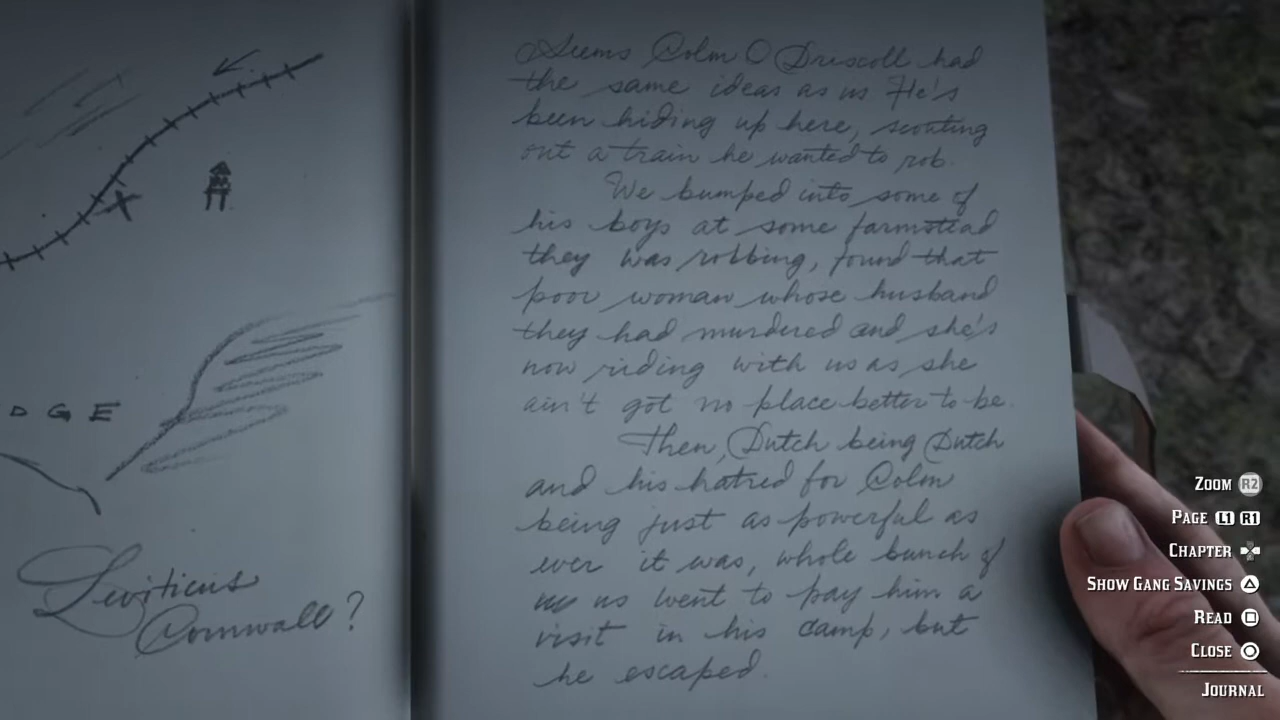 DGE
Leviticus
Cornwall?
Seems Colm O Driscoll had
the same ideas as us He's
been hiding up here, scouting
out a train he wanted to rob.
We bumped into some of
his boys at some farmstead
they was robbing, found that
poor woman whose husband
they had murdered and she's
now riding with us as she
ain't got no place better to be.
Then, Dutch being Dutch
and his hatred for Colm
being just as powerful as
ever it was, whole bunch of
us went to pay him a
visit in his camp, but
he escaped.
ZOOM R2
PAGE L1 R1
CHAPTER
SHOW GANG SAVINGS
READ
CLOSE
JOURNAL